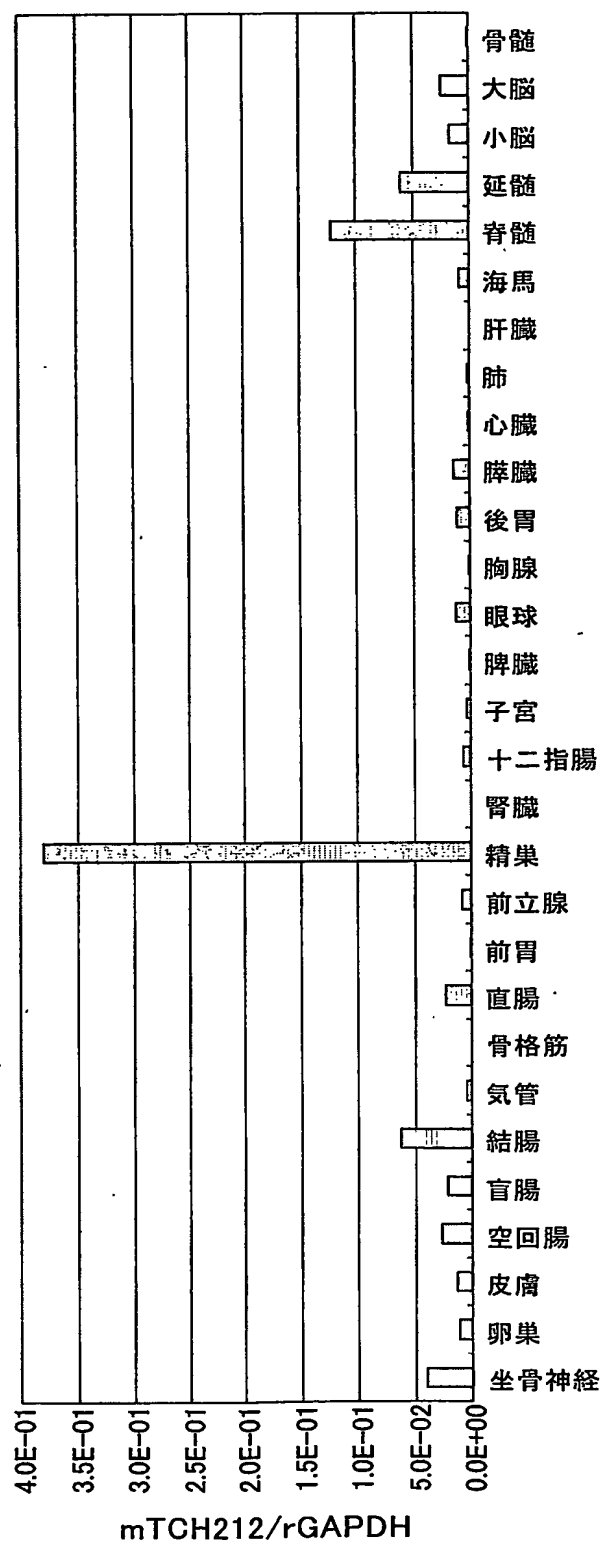 骨髄
大脳
小脳
延髄
脊髄
海馬
肝臓
肺
心臓
膵臓
後胃
胸腺
眼球
脾臓
子宮
十二指腸
腎臓
精巣
前立腺
前胃
直腸
骨格筋
気管
結腸
盲腸
空回腸
皮膚
卵巣
坐骨神経
4.0E-01
3.5E-01
3.0E-01
2.5E-01
2.0E-01
1.5E-01
1.0E-01
5.0E-02
0.0E+00
mTCH212/rGAPDH